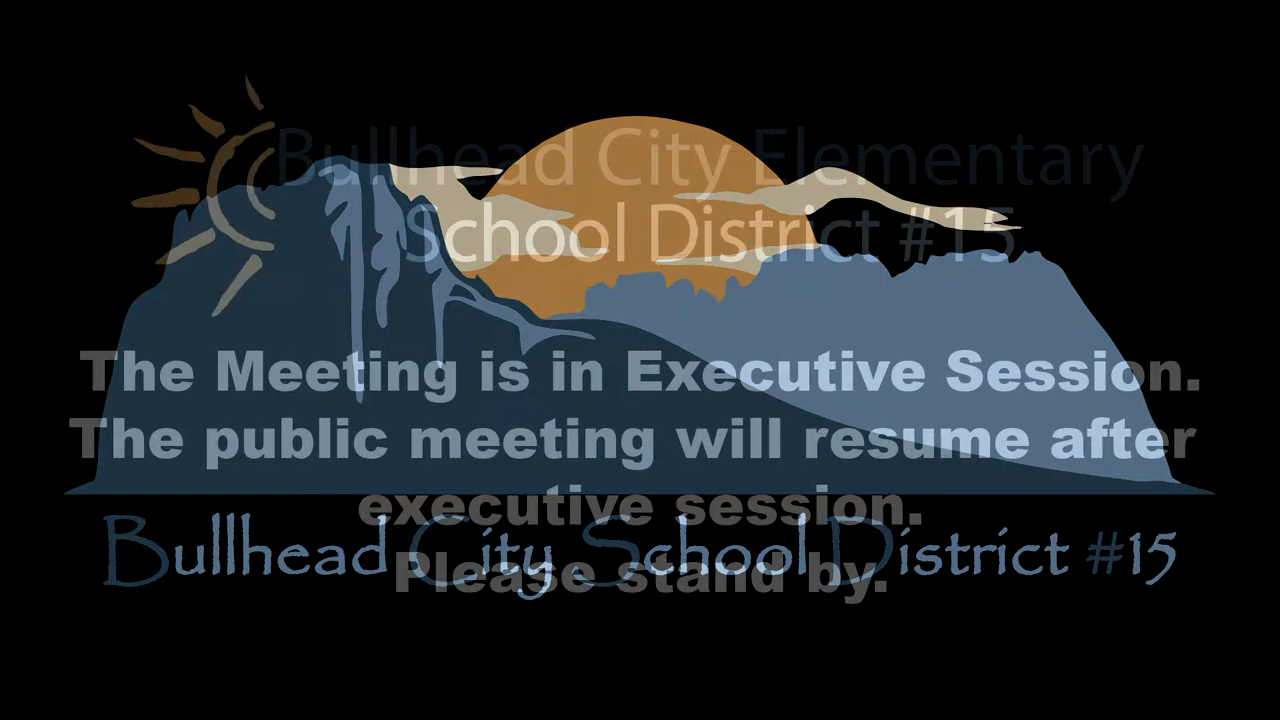 Bullhead City Elementary
School District #15
The Meeting is in Executive Session.
The public meeting will resume after
executive session.
Bullhead City School District #15
Please stand by.